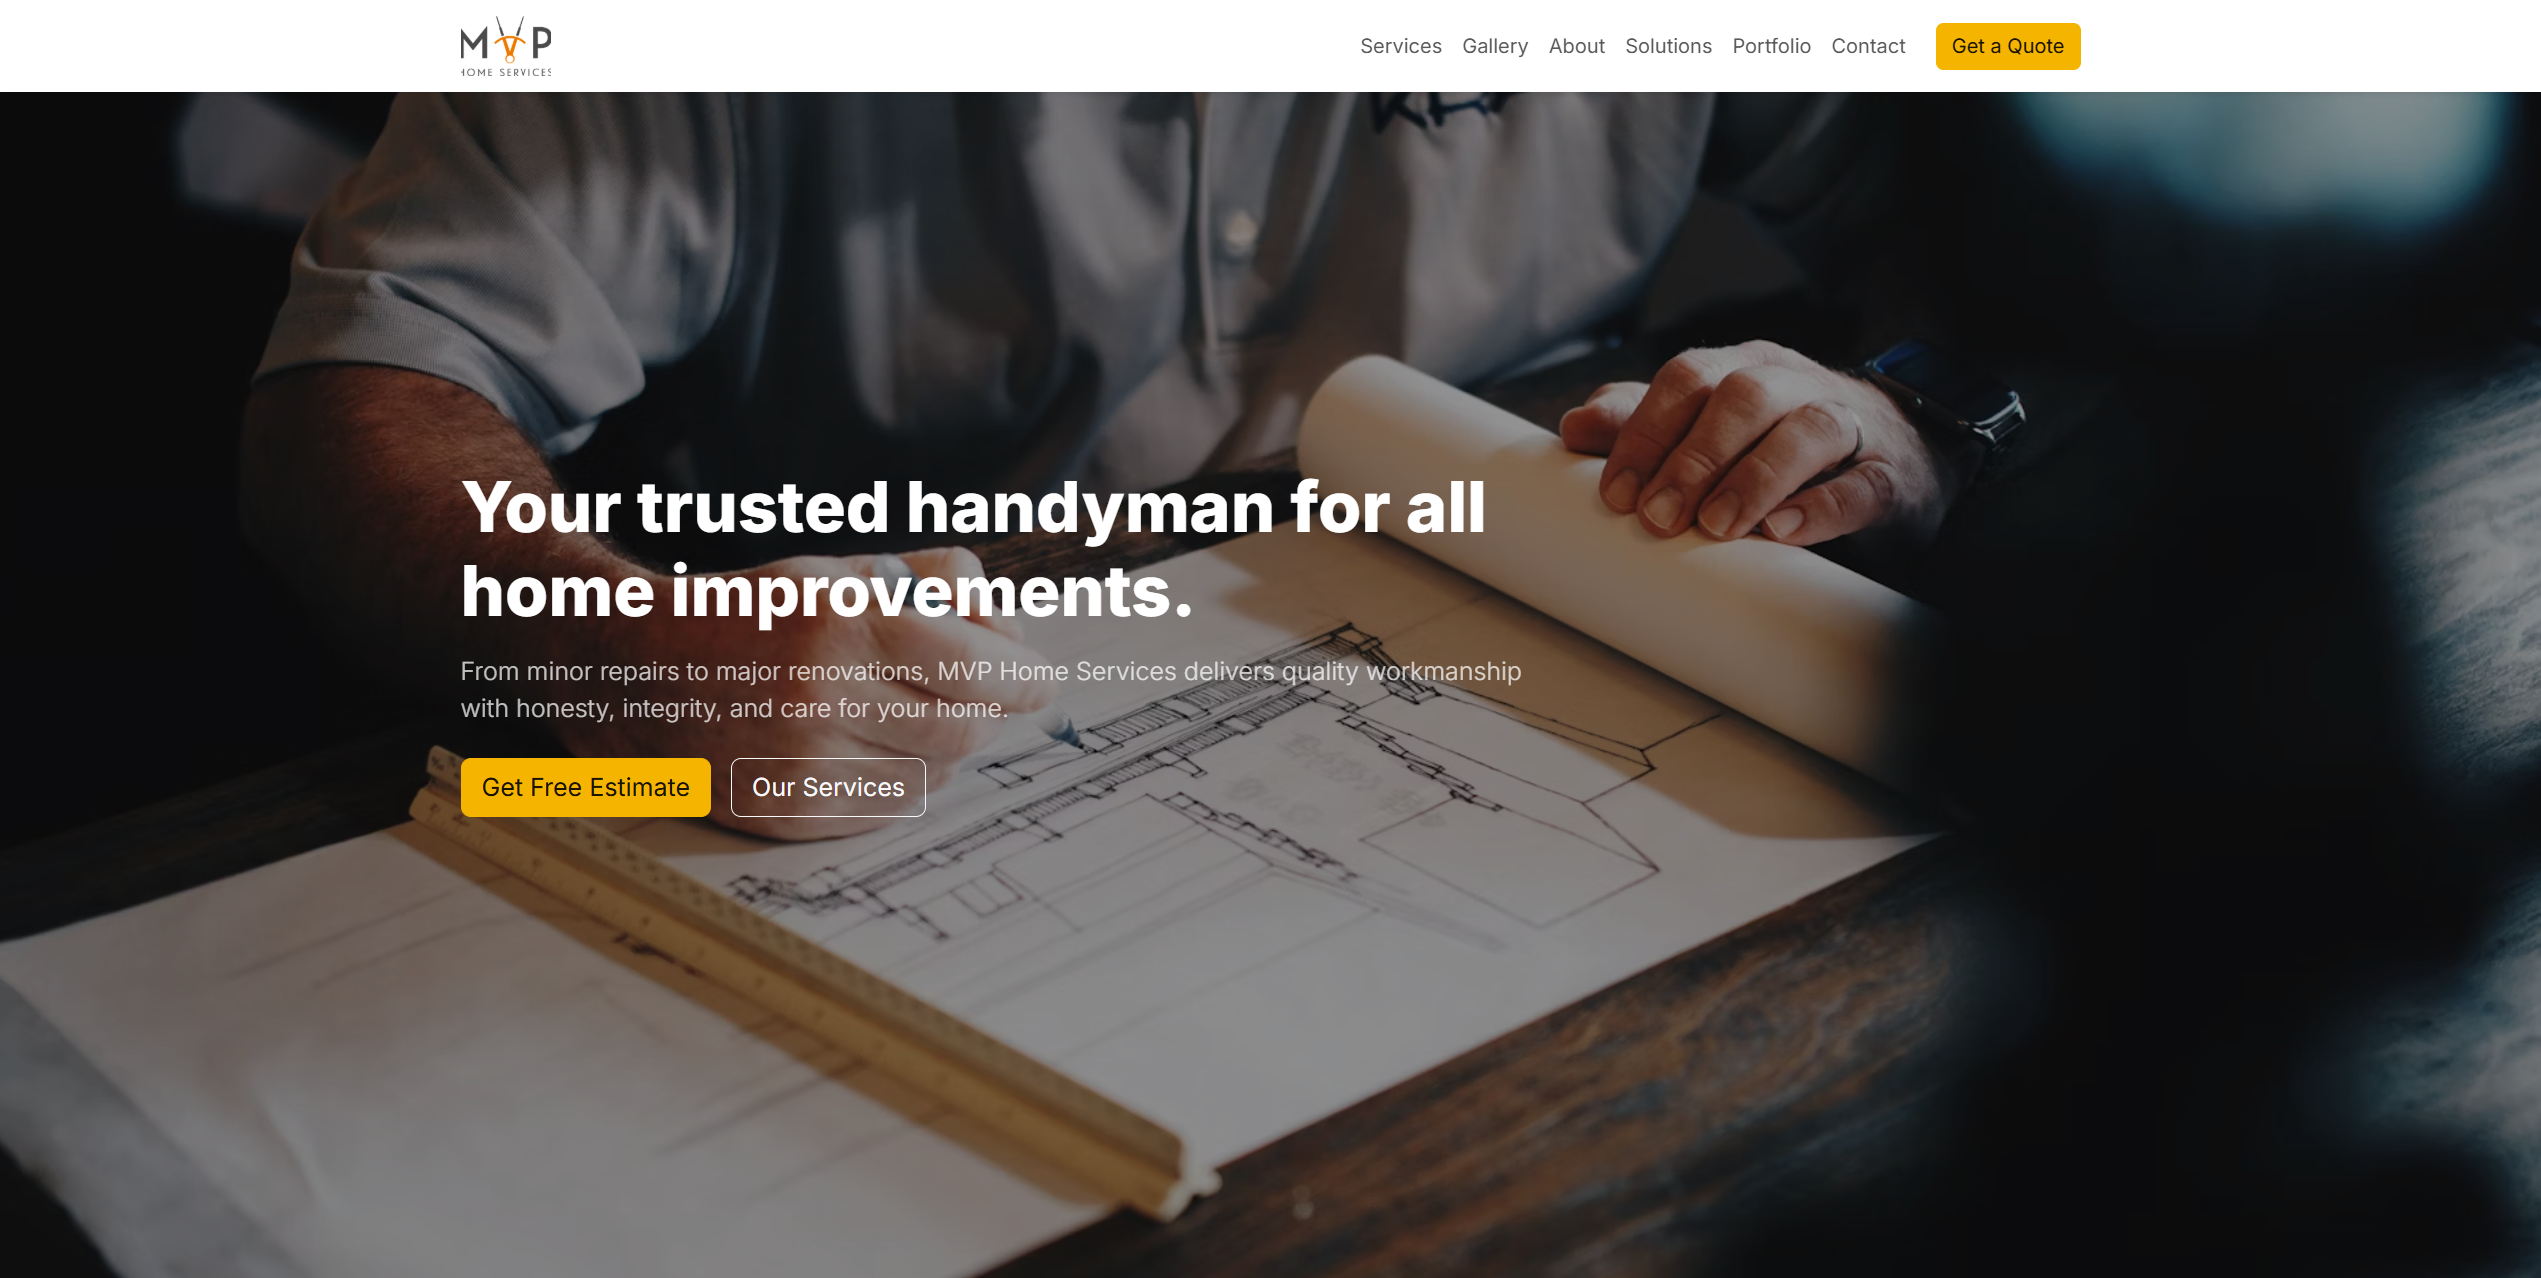 MVP
HOME SERVICES
Services Gallery About Solutions Portfolio Contact Get a Quote
Your trusted handyman for all
home improvements.
From minor repairs to major renovations, MVP Home Services delivers quality workmanship
with honesty, integrity, and care for your home.
Get Free Estimate Our Services